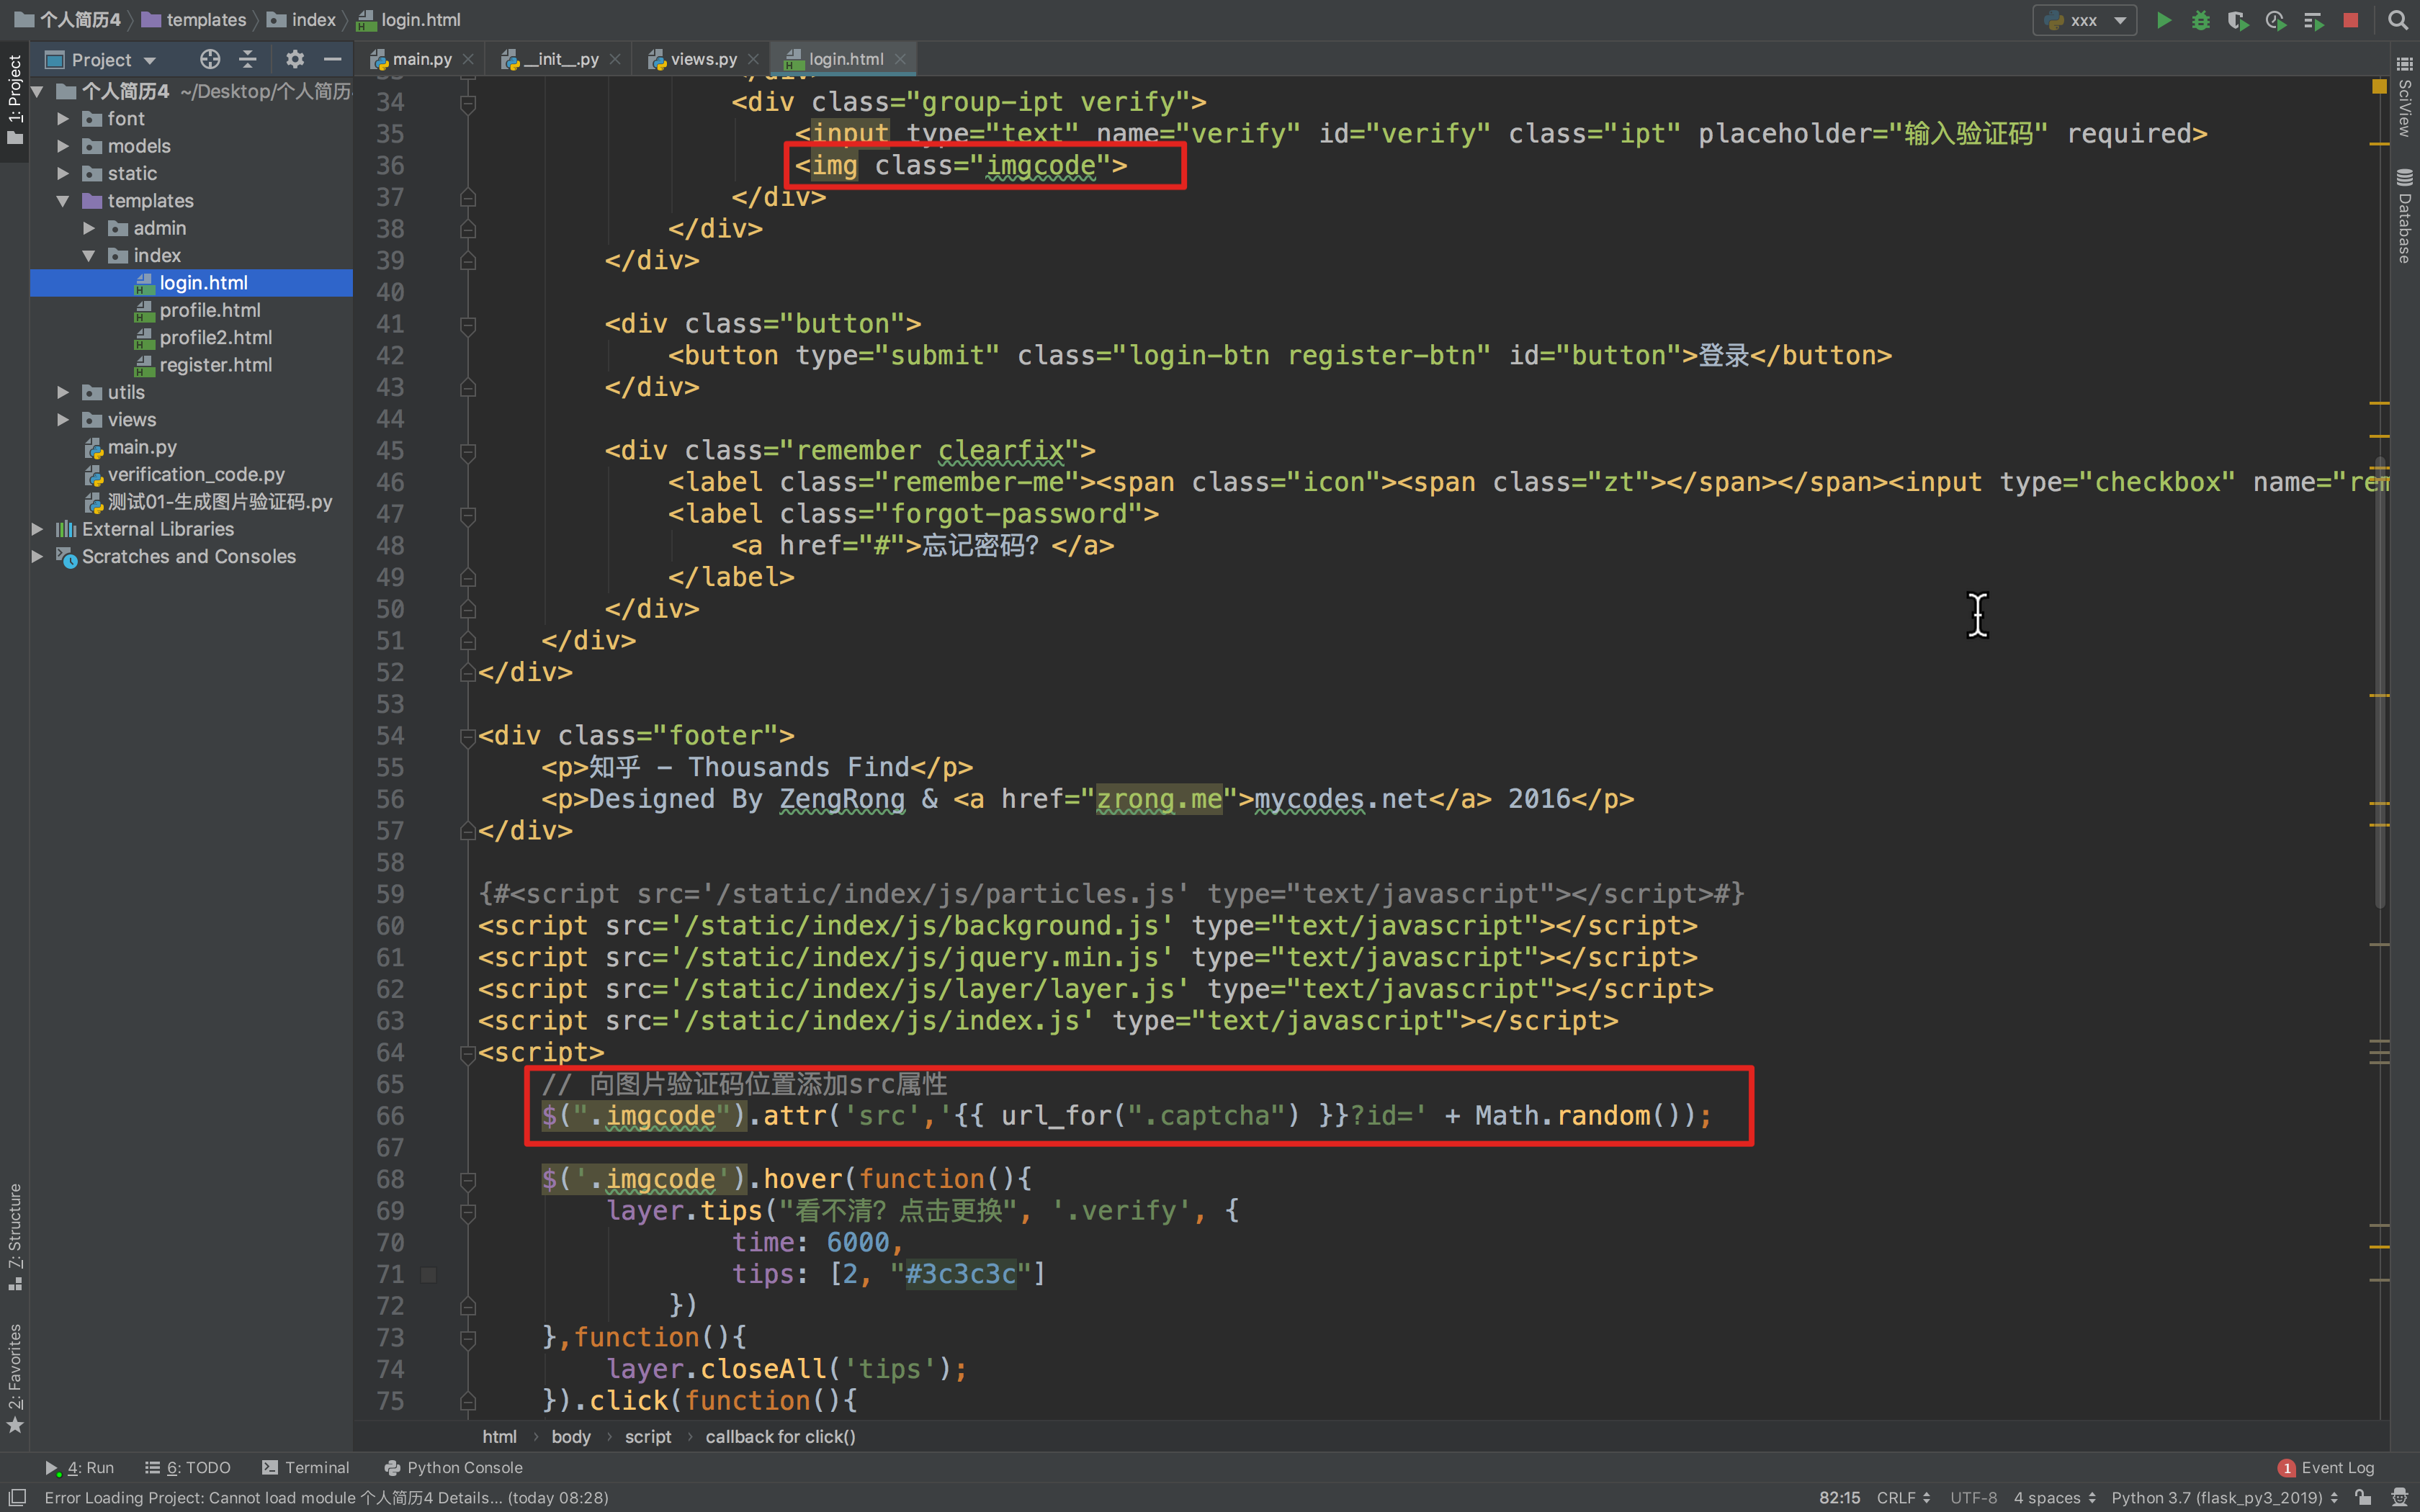 个人简历4 templates index login.html
xxx
Project
main.py
__init__.py
views.py
login.html
1: Project
7: Structure
2: Favorites
SciView
Database
个人简历4 ~/Desktop/个人简历
font
models
static
templates
admin
index
login.html
profile.html
profile2.html
register.html
utils
views
main.py
verification_code.py
测试01-生成图片验证码.py
External Libraries
Scratches and Consoles
34 <div class="group-ipt verify">
35 <input type="text" name="verify" id="verify" class="ipt" placeholder="输入验证码" required>
36 <img class="imgcode">
37 </div>
38 </div>
39 </div>
40
41 <div class="button">
42 <button type="submit" class="login-btn register-btn" id="button">登录</button>
43 </div>
44
45 <div class="remember clearfix">
46 <label class="remember-me"><span class="icon"><span class="zt"></span></span><input type="checkbox" name="rem
47 <label class="forgot-password">
48 <a href="#">忘记密码？</a>
49 </label>
50 </div>
51 </div>
52 </div>
53
54 <div class="footer">
55 <p>知乎 - Thousands Find</p>
56 <p>Designed By ZengRong & <a href="zrong.me">mycodes.net</a> 2016</p>
57 </div>
58
59 {#<script src='/static/index/js/particles.js' type="text/javascript"></script>#}
60 <script src='/static/index/js/background.js' type="text/javascript"></script>
61 <script src='/static/index/js/jquery.min.js' type="text/javascript"></script>
62 <script src='/static/index/js/layer/layer.js' type="text/javascript"></script>
63 <script src='/static/index/js/index.js' type="text/javascript"></script>
64 <script>
65 // 向图片验证码位置添加src属性
66 $(".imgcode").attr('src','{{ url_for(".captcha") }}?id=' + Math.random());
67
68 $('.imgcode').hover(function(){
69 layer.tips("看不清？点击更换", '.verify', {
70 time: 6000,
71 tips: [2, "#3c3c3c"]
72 })
73 },function(){
74 layer.closeAll('tips');
75 }).click(function(){
html body script callback for click()
4: Run 6: TODO Terminal Python Console
1 Event Log
Error Loading Project: Cannot load module 个人简历4 Details... (today 08:28)
82:15 CRLF UTF-8 4 spaces Python 3.7 (flask_py3_2019)